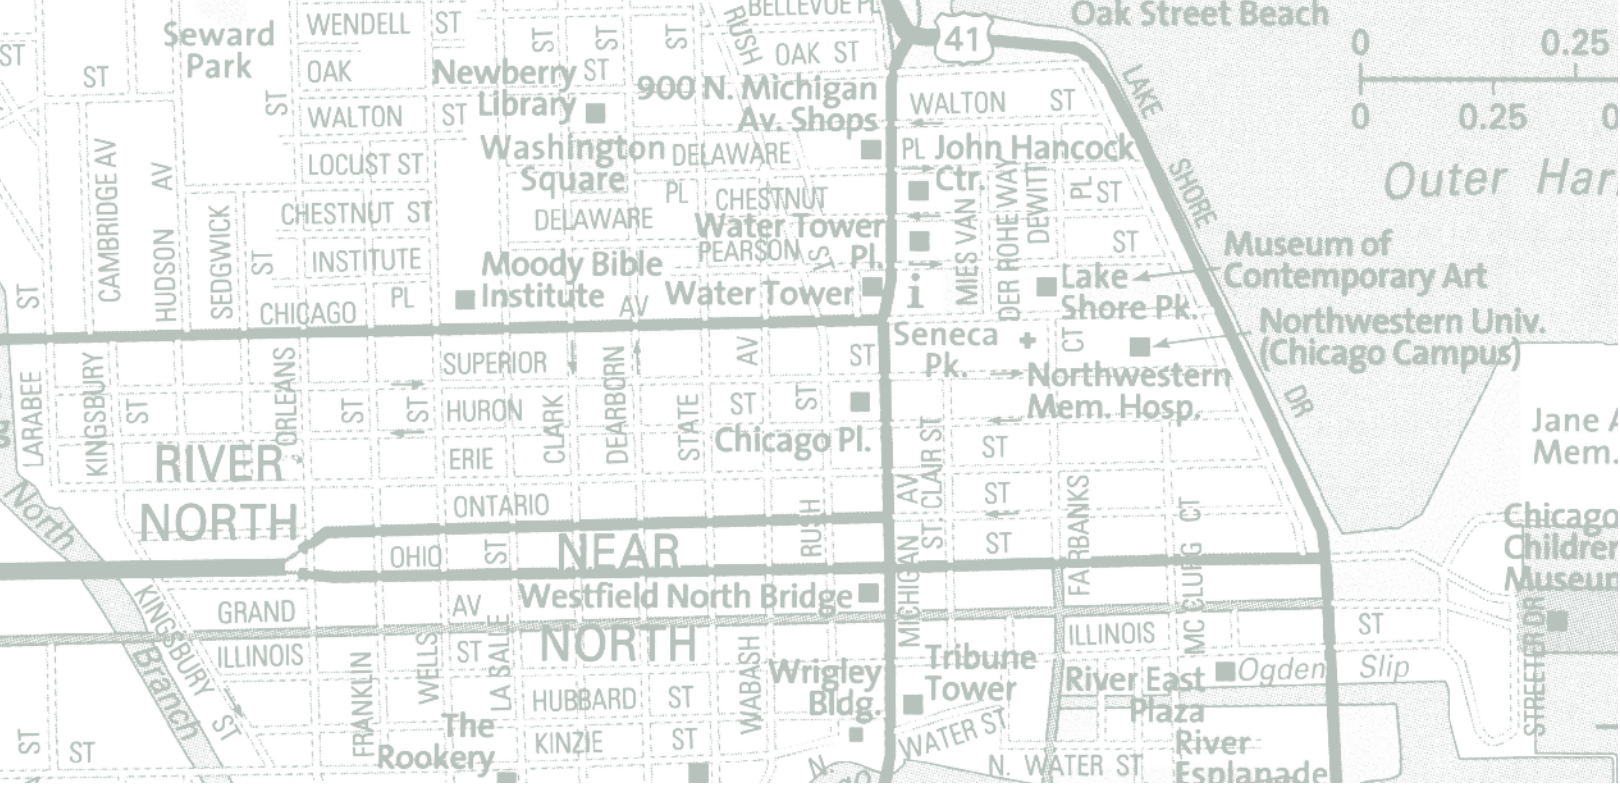 Seward
Park
WENDELL ST
BELLEVUE PL
Oak Street Beach
41
ST
ST
OAK
ST
ST
ST
RUSH
OAK ST
LAKE
0 0.25
0 0.25 0
Newberry
Library
ST
900 N. Michigan
Av. Shops
WALTON ST
ST
WALTON ST
Washington
Square
DELAWARE
PL
John Hancock
Ctr.
LOCUST ST
CAMBRIDGE AV
HUDSON AV
SEDGWICK
ST
CHESTNUT ST
DELAWARE
PL
CHESTNUT
MIES VAN
DER ROHE WAY
DEWITT
PL
ST
SHORE
Outer Har
Water Tower
Pl.
PEARSON
ST
ST
INSTITUTE
PL
Moody Bible
Institute
Water Tower
i
Lake
Shore Pk.
Museum of
Contemporary Art
ST
CHICAGO
AV
Seneca
Pk.
CT
Northwestern Univ.
(Chicago Campus)
LARABEE
KINGSBURY
ST
ORLEANS
ST
ST
SUPERIOR
HURON
CLARK
DEARBORN
STATE
AV
ST
ST
ST
Northwestern
Mem. Hosp.
DR
Jane A
Mem.
RIVER
NORTH
ERIE
Chicago Pl.
ST CLAIR ST
ST
North
Branch
ONTARIO
RUSH
MICHIGAN AV
ST
FAIRBANKS
MC CLURG CT
Chicago
Children
Museum
OHIO
ST
NEAR
NORTH
ST
KINGSBURY ST
GRAND
AV
Westfield North Bridge
ILLINOIS
ST
ILLINOIS
ST
STREETER DR
FRANKLIN
WELLS
LA SALLE
WABASH
Wrigley
Bldg.
Tribune
Tower
River East
Plaza
Ogden Slip
HUBBARD ST
The
Rookery
KINZIE ST
WATER ST
N. WATER ST
River
Esplanade
ST
ST
N.